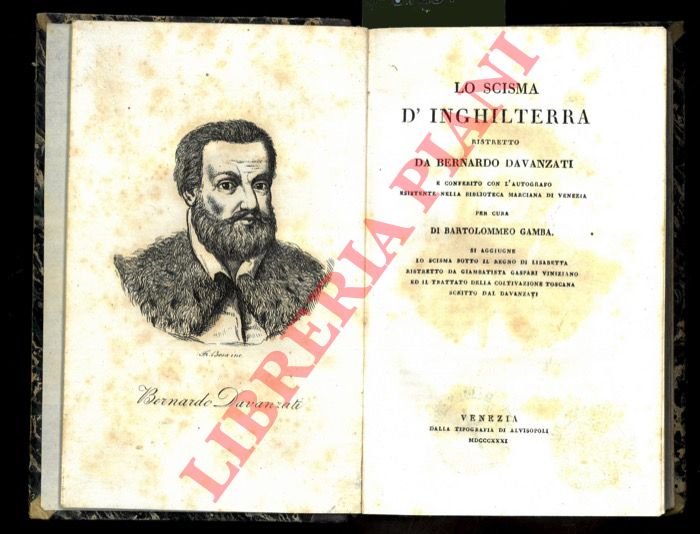 Bernardo Davanzati
LO SCISMA
D' INGHILTERRA
RISTRETTO
DA BERNARDO DAVANZATI
E CONFERITO CON L'AUTOGRAFO
ESISTENTE NELLA BIBLIOTECA MARCIANA DI VENEZIA
PER CURA
DI BARTOLOMMEO GAMBA.
SI AGGIUGNE
LO SCISMA SOTTO IL REGNO DI LISABETTA
RISTRETTO DA GIAMBATISTA GASPARI VINIZIANO
ED IL TRATTATO DELLA COLTIVAZIONE TOSCANA
SCRITTO DAL DAVANZATI
VENEZIA
DALLA TIPOGRAFIA DI ALVISOPOLI
MDCCCXXXI
LIBRERIA PIANI